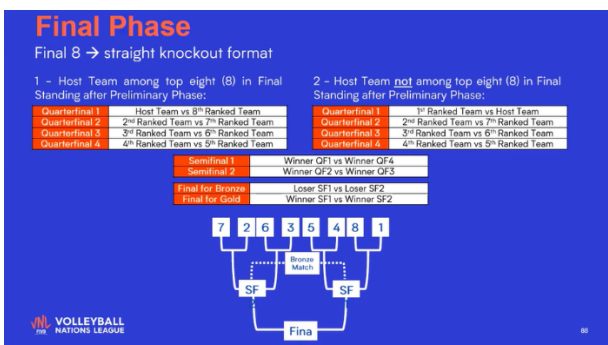 Final Phase
Final 8 → straight knockout format
1 – Host Team among top eight (8) in Final
Standing after Preliminary Phase:
Quarterfinal 1 Host Team vs 8th Ranked Team
Quarterfinal 2 2nd Ranked Team vs 7th Ranked Team
Quarterfinal 3 3rd Ranked Team vs 6th Ranked Team
Quarterfinal 4 4th Ranked Team vs 5th Ranked Team
2 – Host Team not among top eight (8) in Final
Standing after Preliminary Phase:
Quarterfinal 1 1st Ranked Team vs Host Team
Quarterfinal 2 2nd Ranked Team vs 7th Ranked Team
Quarterfinal 3 3rd Ranked Team vs 6th Ranked Team
Quarterfinal 4 4th Ranked Team vs 5th Ranked Team
Semifinal 1 Winner QF1 vs Winner QF4
Semifinal 2 Winner QF2 vs Winner QF3
Final for Bronze Loser SF1 vs Loser SF2
Final for Gold Winner SF1 vs Winner SF2
7 2 6 3 5 4 8 1
Bronze
Match
SF SF
Fina
VNL VOLLEYBALL
FIVB NATIONS LEAGUE
88